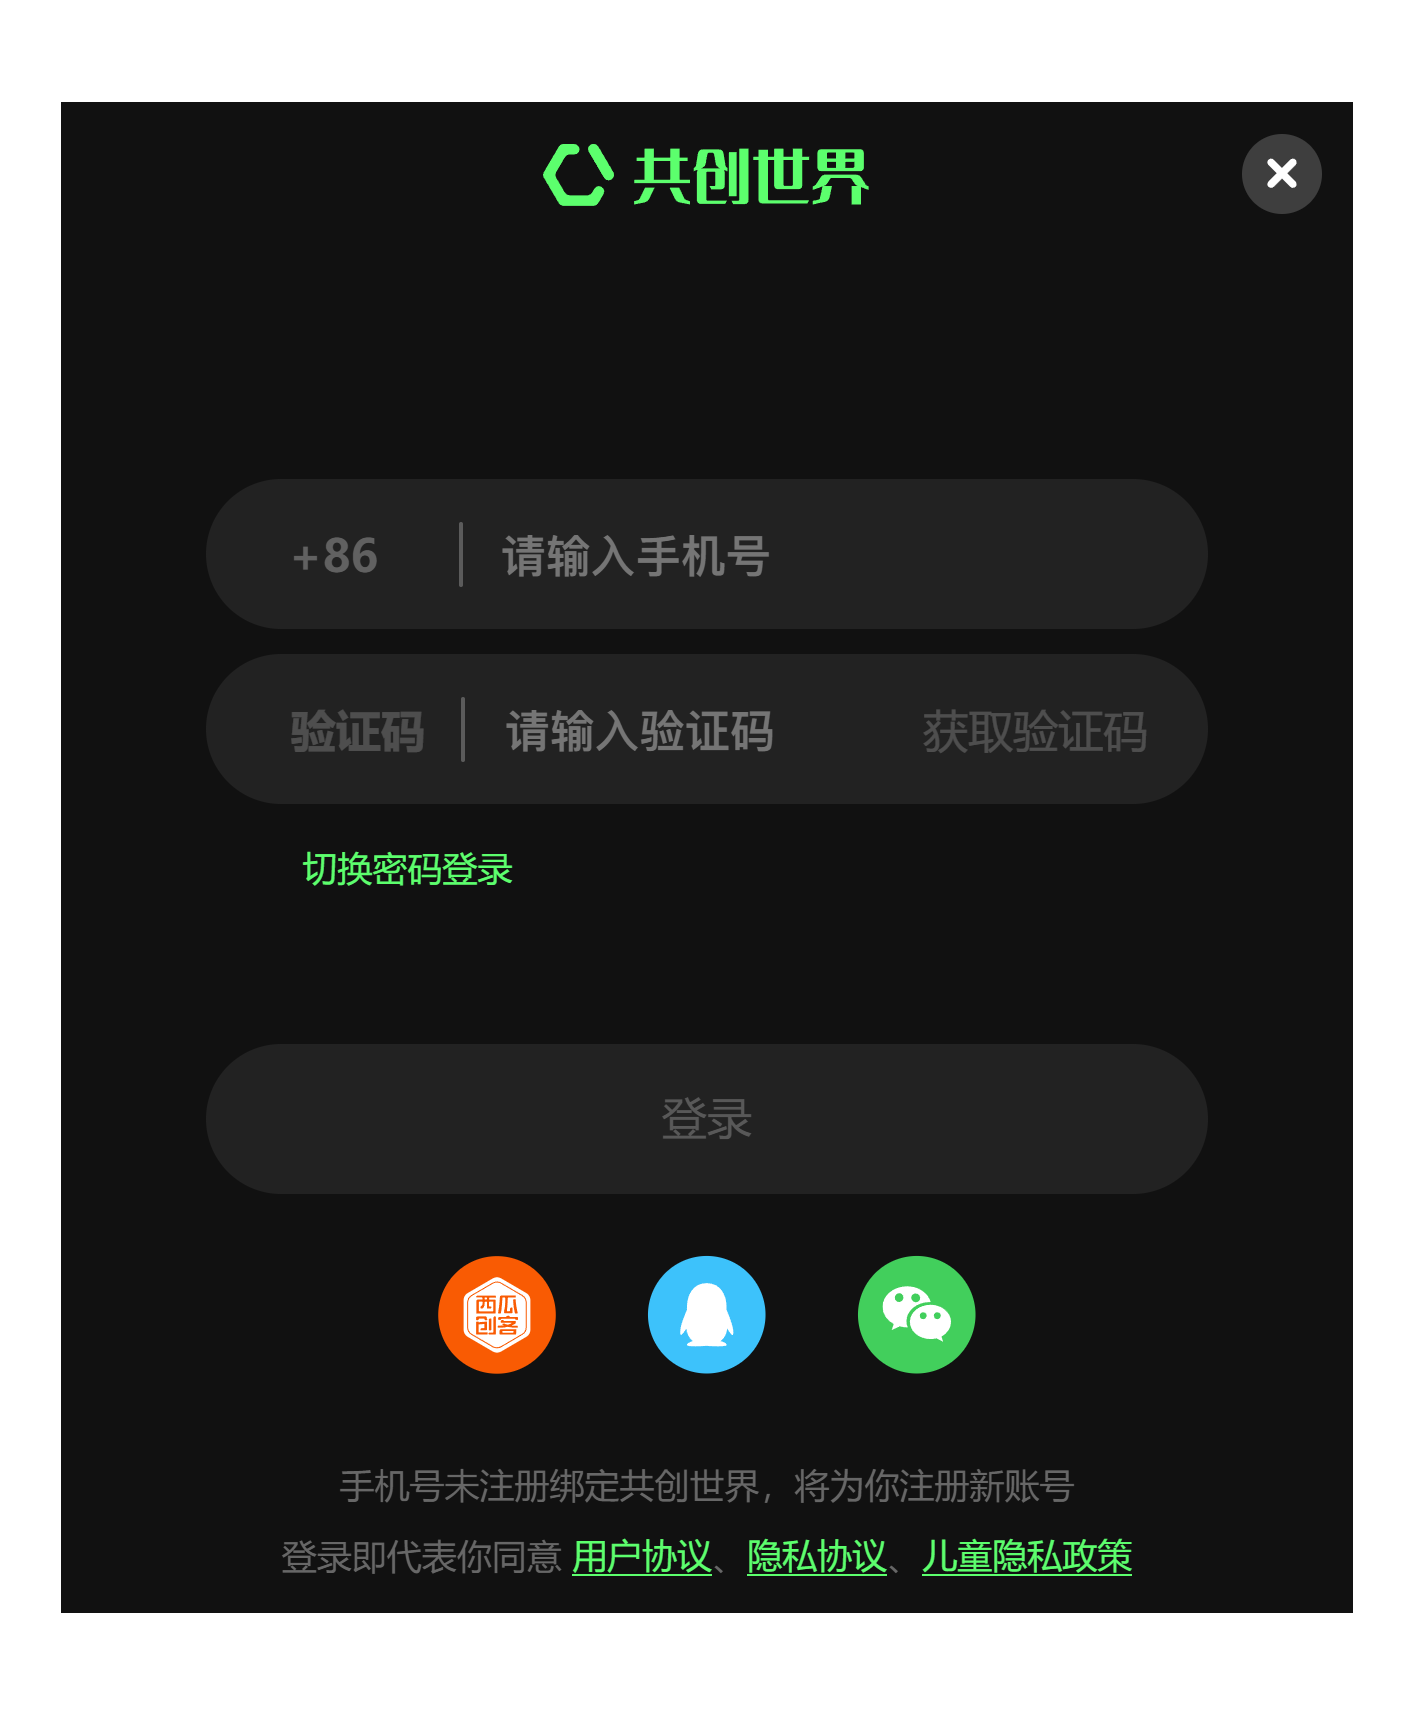 共创世界
+86 请输入手机号
验证码 请输入验证码 获取验证码
切换密码登录
登录
西瓜
创客
手机号未注册绑定共创世界，将为你注册新账号
登录即代表你同意 用户协议、隐私协议、儿童隐私政策